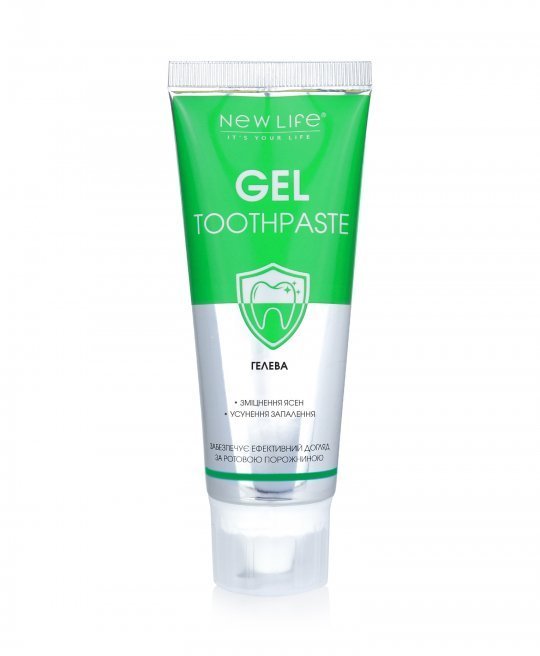 NEW LIFE®
IT'S YOUR LIFE
GEL
TOOTHPASTE
ГЕЛЕВА
• ЗМІЦНЕННЯ ЯСЕН
• УСУНЕННЯ ЗАПАЛЕННЯ
ЗАБЕЗПЕЧУЄ ЕФЕКТИВНИЙ ДОГЛЯД
ЗА РОТОВОЮ ПОРОЖНИНОЮ